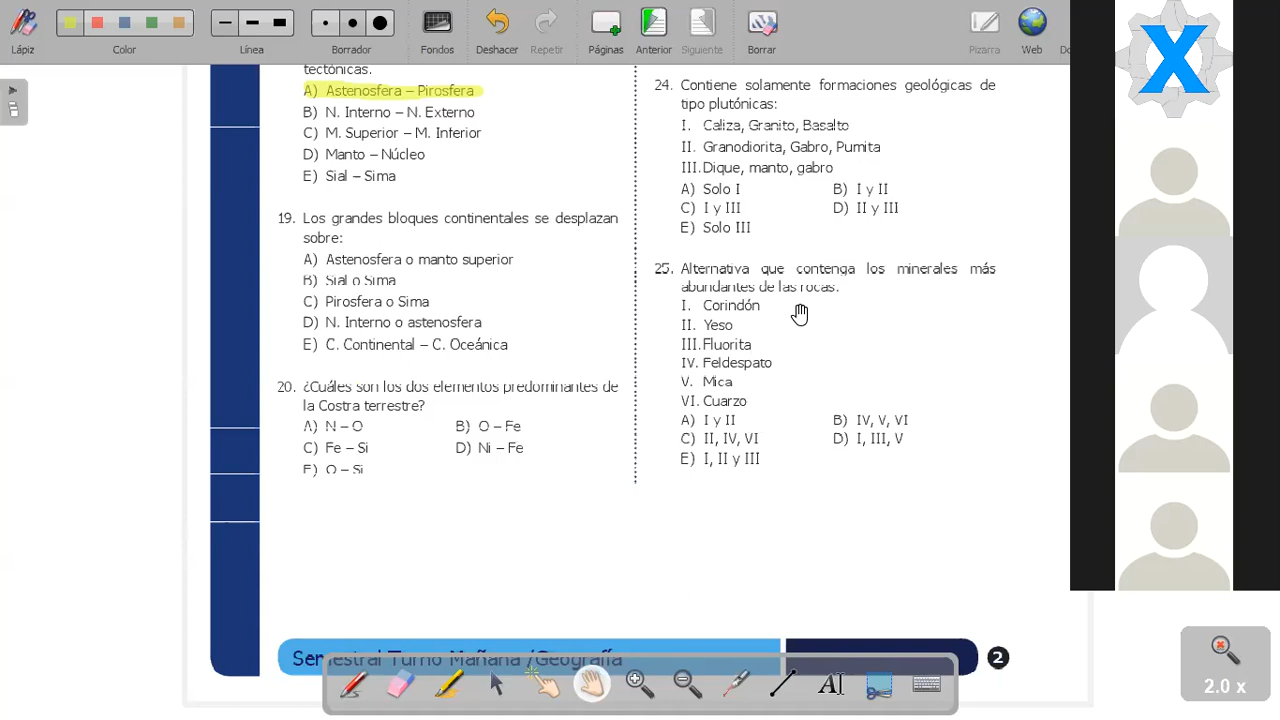 Lápiz
Color
Línea
Borrador
Fondos
Deshacer
Repetir
Páginas
Anterior
Siguiente
Borrar
Pizarra
Web
X
tectónicas.
A) Astenosfera – Pirosfera
B) N. Interno – N. Externo
C) M. Superior – M. Inferior
D) Manto – Núcleo
E) Sial – Sima
19. Los grandes bloques continentales se desplazan
sobre:
A) Astenosfera o manto superior
B) Sial o Sima
C) Pirosfera o Sima
D) N. Interno o astenosfera
E) C. Continental – C. Oceánica
20. ¿Cuáles son los dos elementos predominantes de
la Costra terrestre?
A) N – O B) O – Fe
C) Fe – Si D) Ni – Fe
E) O – Si
24. Contiene solamente formaciones geológicas de
tipo plutónicas:
I. Caliza, Granito, Basalto
II. Granodiorita, Gabro, Pumita
III. Dique, manto, gabro
A) Solo I B) I y II
C) I y III D) II y III
E) Solo III
25. Alternativa que contenga los minerales más
abundantes de las rocas.
I. Corindón
II. Yeso
III. Fluorita
IV. Feldespato
V. Mica
VI. Cuarzo
A) I y II B) IV, V, VI
C) II, IV, VI D) I, III, V
E) I, II y III
Semestral Turno Mañana /Geografía
2
2.0 x